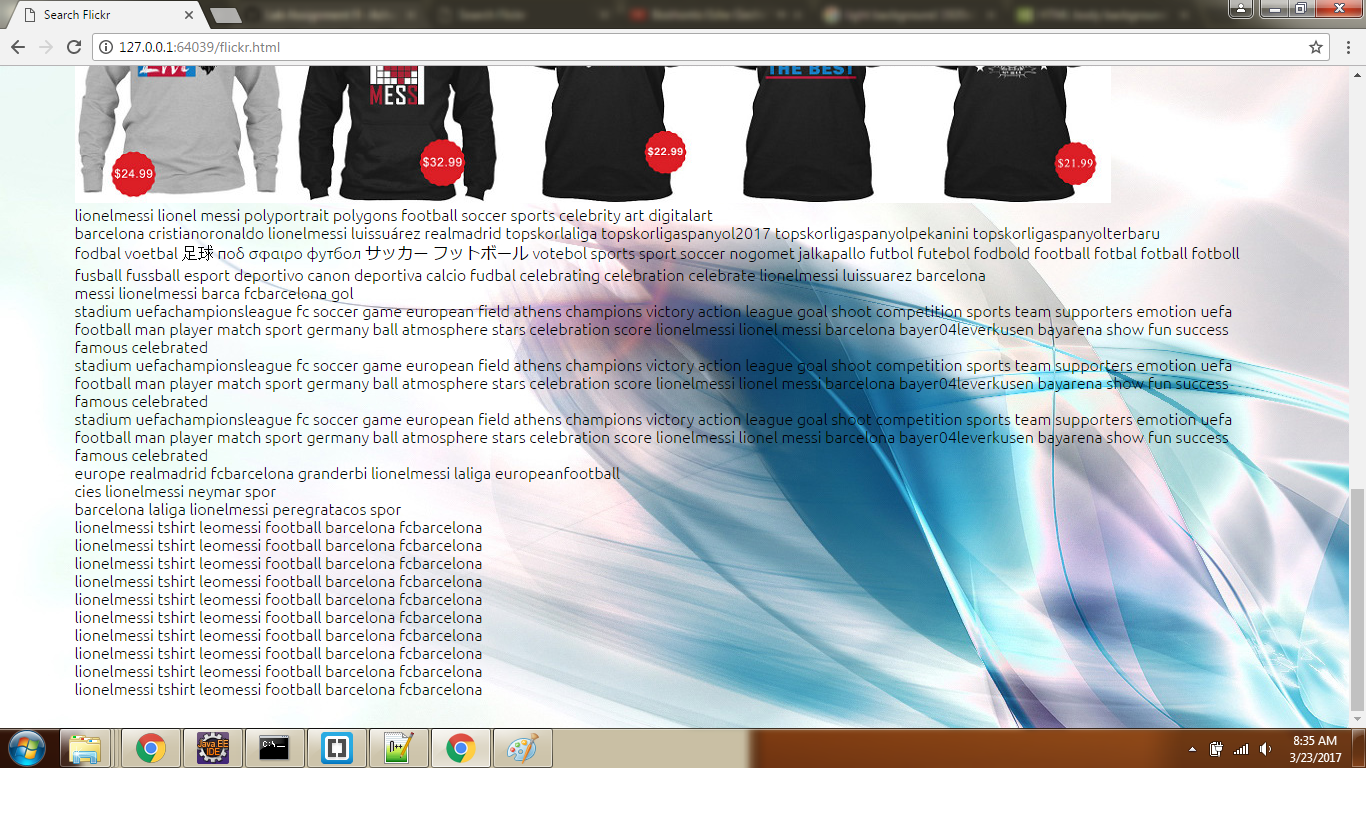 Search Flickr
127.0.0.1:64039/flickr.html
MESSI
THE BEST
$24.99
$32.99
$22.99
$21.99
lionelmessi lionel messi polyportrait polygons football soccer sports celebrity art digitalart
barcelona cristianoronaldo lionelmessi luissuárez realmadrid topskorlaliga topskorligaspanyol2017 topskorligaspanyolpekanini topskorligaspanyolterbaru
fodbal voetbal 足球 ποδ σφαιρο футбол サッカー フットボール votebol sports sport soccer nogomet jalkapallo futbol futebol fodbold football fotbal fotball fotboll
fusball fussball esport deportivo canon deportiva calcio fudbal celebrating celebration celebrate lionelmessi luissuarez barcelona
messi lionelmessi barca fcbarcelona gol
stadium uefachampionsleague fc soccer game european field athens champions victory action league goal shoot competition sports team supporters emotion uefa
football man player match sport germany ball atmosphere stars celebration score lionelmessi lionel messi barcelona bayer04leverkusen bayarena show fun success
famous celebrated
stadium uefachampionsleague fc soccer game european field athens champions victory action league goal shoot competition sports team supporters emotion uefa
football man player match sport germany ball atmosphere stars celebration score lionelmessi lionel messi barcelona bayer04leverkusen bayarena show fun success
famous celebrated
stadium uefachampionsleague fc soccer game european field athens champions victory action league goal shoot competition sports team supporters emotion uefa
football man player match sport germany ball atmosphere stars celebration score lionelmessi lionel messi barcelona bayer04leverkusen bayarena show fun success
famous celebrated
europe realmadrid fcbarcelona granderbi lionelmessi laliga europeanfootball
cies lionelmessi neymar spor
barcelona laliga lionelmessi peregratacos spor
lionelmessi tshirt leomessi football barcelona fcbarcelona
lionelmessi tshirt leomessi football barcelona fcbarcelona
lionelmessi tshirt leomessi football barcelona fcbarcelona
lionelmessi tshirt leomessi football barcelona fcbarcelona
lionelmessi tshirt leomessi football barcelona fcbarcelona
lionelmessi tshirt leomessi football barcelona fcbarcelona
lionelmessi tshirt leomessi football barcelona fcbarcelona
lionelmessi tshirt leomessi football barcelona fcbarcelona
lionelmessi tshirt leomessi football barcelona fcbarcelona
lionelmessi tshirt leomessi football barcelona fcbarcelona
Java EE
IDE
C:\
N++
8:35 AM
3/23/2017